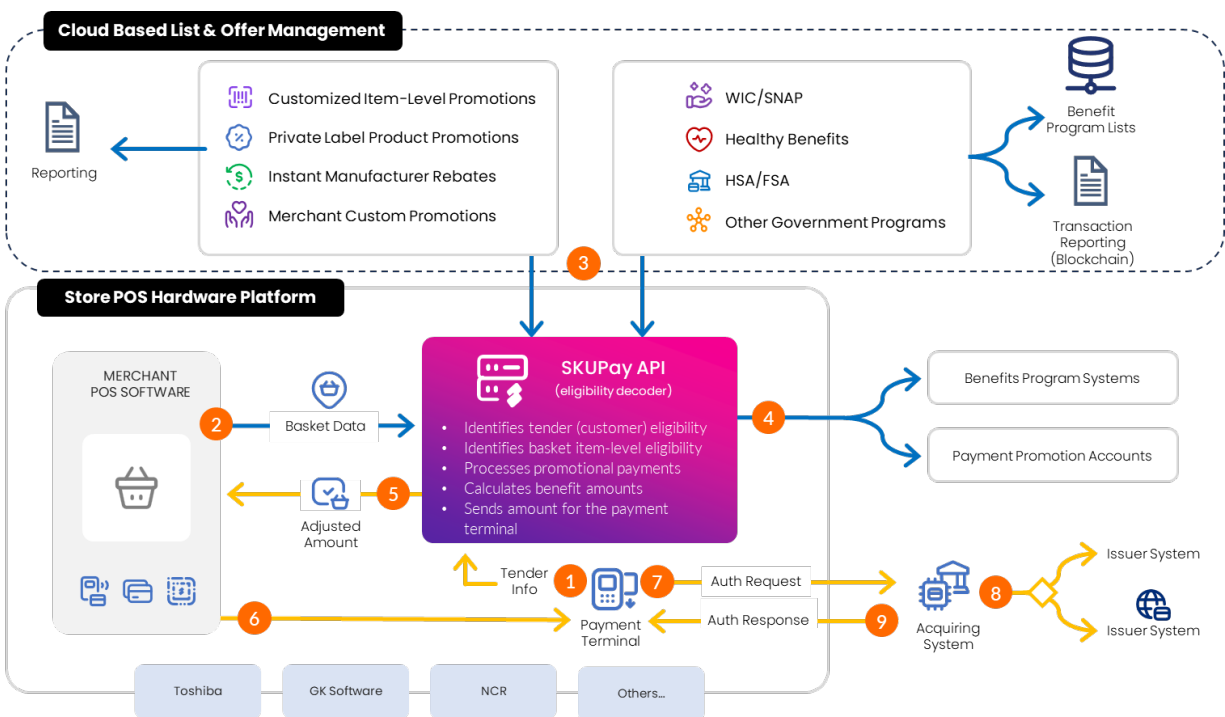 Cloud Based List & Offer Management
Reporting
Customized Item-Level Promotions
Private Label Product Promotions
Instant Manufacturer Rebates
Merchant Custom Promotions
WIC/SNAP
Healthy Benefits
HSA/FSA
Other Government Programs
Benefit
Program Lists
Transaction
Reporting
(Blockchain)
3
Store POS Hardware Platform
MERCHANT
POS SOFTWARE
2
Basket Data
SKUPay API
(eligibility decoder)
• Identifies tender (customer) eligibility
• Identifies basket item-level eligibility
• Processes promotional payments
• Calculates benefit amounts
• Sends amount for the payment
terminal
4
Benefits Program Systems
Payment Promotion Accounts
5
Adjusted
Amount
Tender
Info
1
7
Auth Request
6
Payment
Terminal
Auth Response
9
Acquiring
System
8
Issuer System
Issuer System
Toshiba
GK Software
NCR
Others...